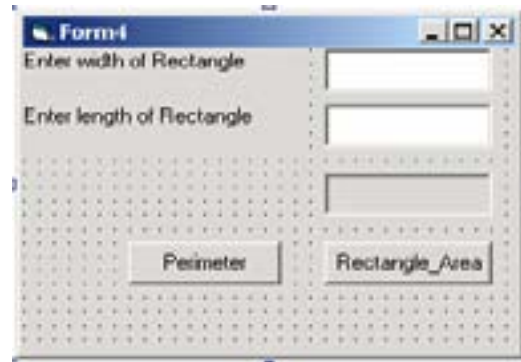 Form4
Enter width of Rectangle
Enter length of Rectangle
Perimeter
Rectangle_Area